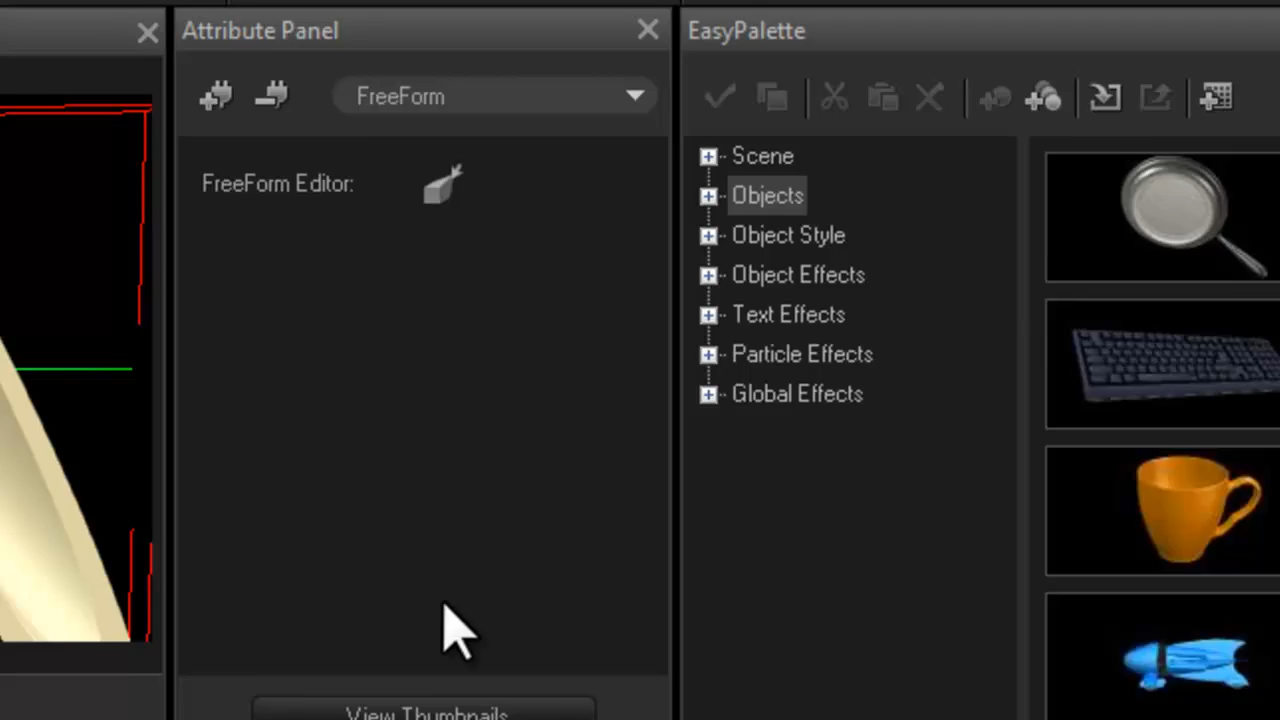 Attribute Panel
FreeForm
FreeForm Editor:
View Thumbnails
EasyPalette
Scene
Objects
Object Style
Object Effects
Text Effects
Particle Effects
Global Effects